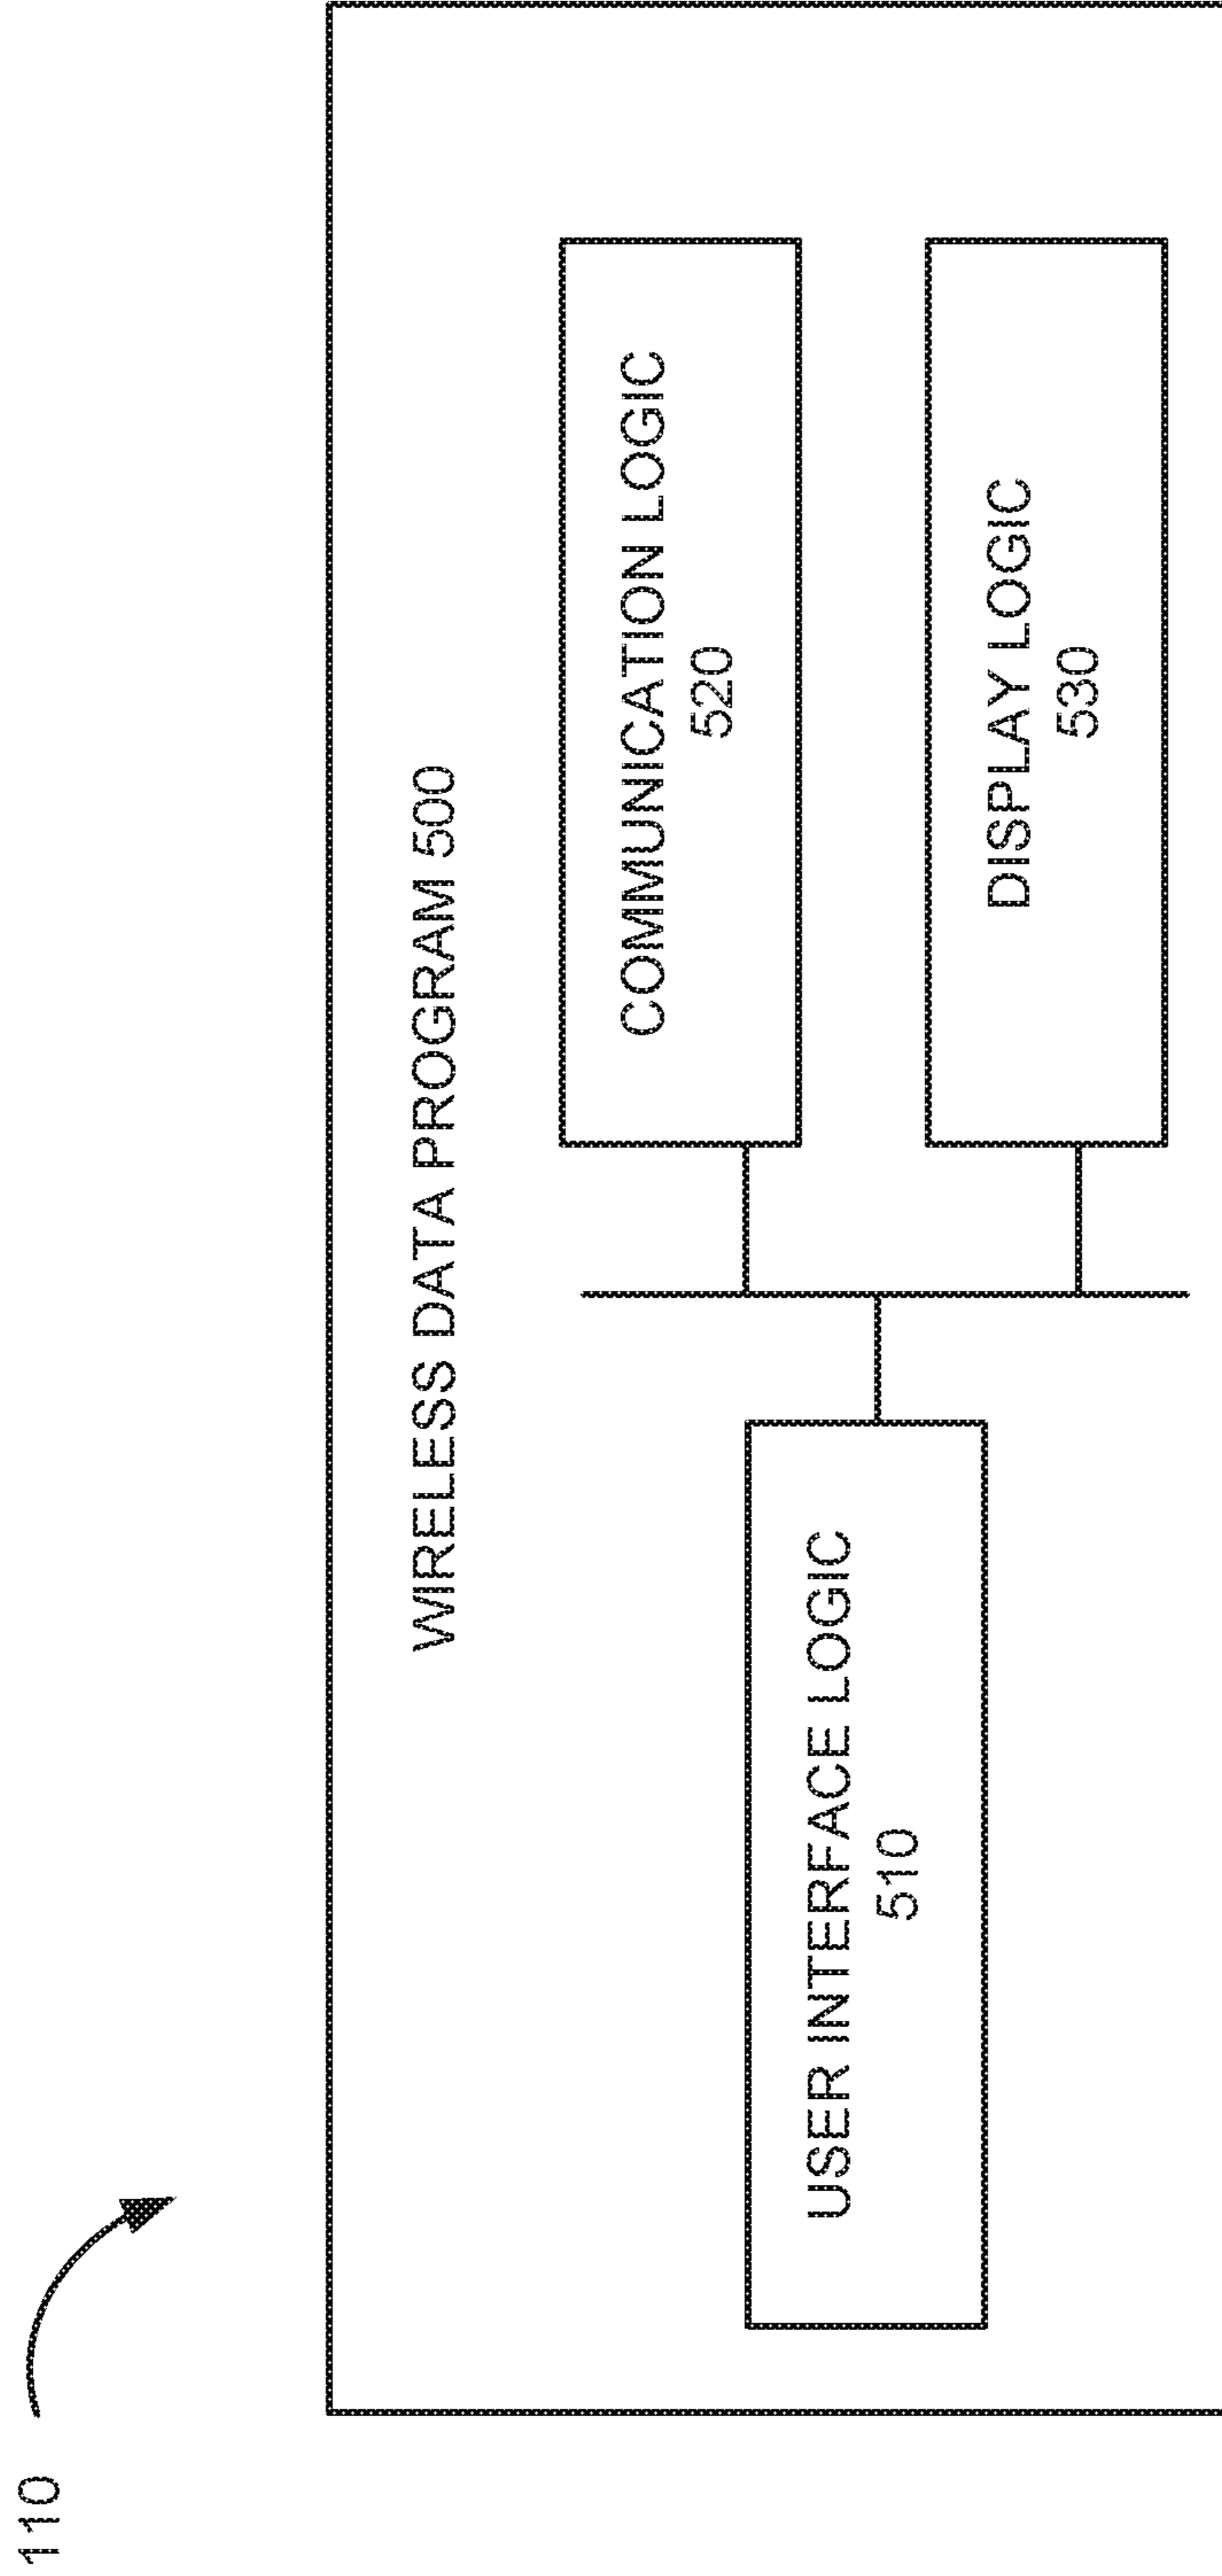 110
WIRELESS DATA PROGRAM 500
USER INTERFACE LOGIC
510
COMMUNICATION LOGIC
520
DISPLAY LOGIC
530